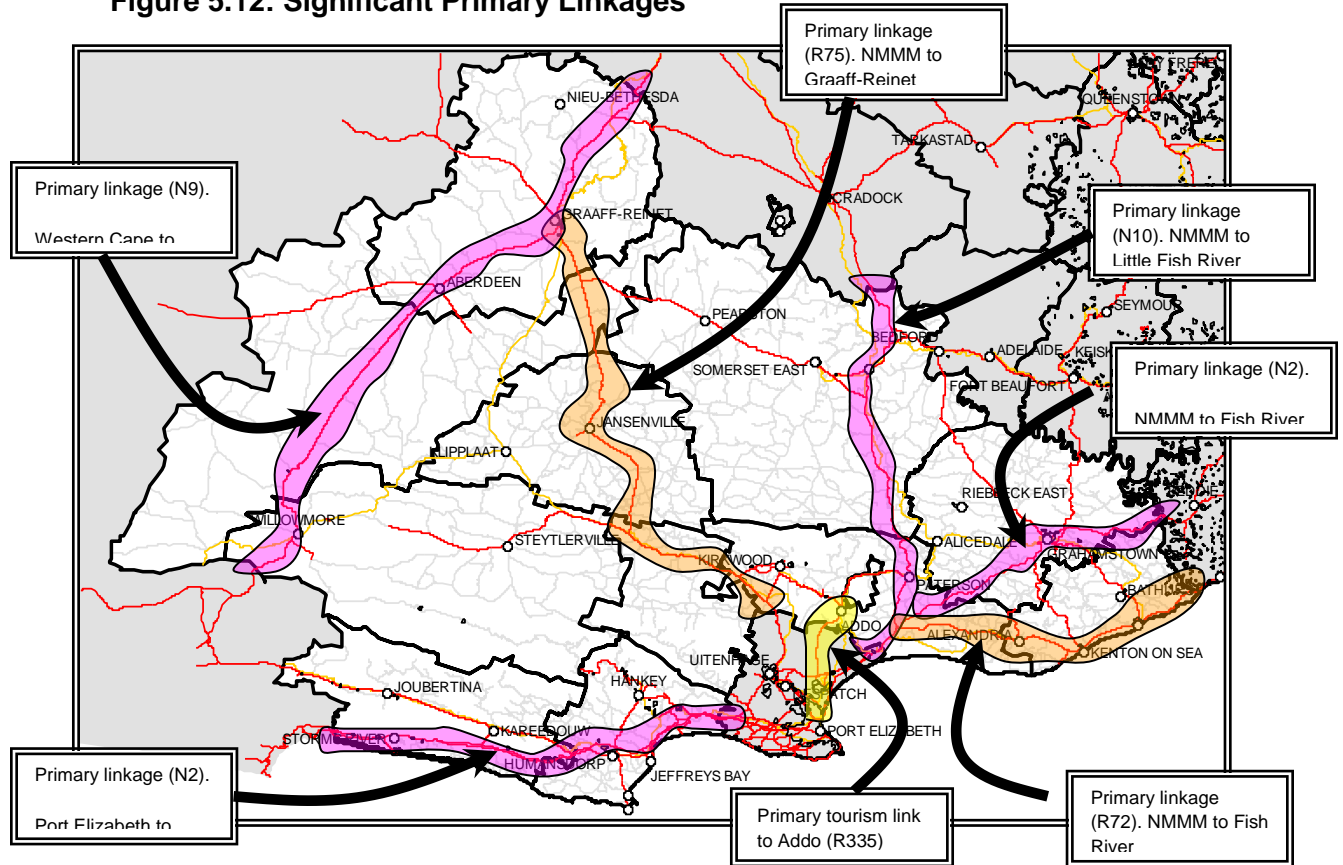 Figure 5.12: Significant Primary Linkages
Primary linkage
(R75). NMMM to
Graaff-Reinet
Primary linkage (N9).
Western Cape to
Primary linkage
(N10). NMMM to
Little Fish River
Primary linkage (N2).
NMMM to Fish River
Primary linkage (N2).
Port Elizabeth to
Primary tourism link
to Addo (R335)
Primary linkage
(R72). NMMM to Fish
River
NIEU-BETHESDA
QUEENSTOWN
TARKASTAD
CRADOCK
GRAAFF-REINET
ABERDEEN
SEYMOUR
PEARSTON
BEDFORD
ADELAIDE
KEISK
SOMERSET EAST
FORT BEAUFORT
JANSENVILLE
KLIPPLAAT
RIEBEECK EAST
WILLOWMORE
STEYTLERVILLE
ALICEDALE
GRAHAMSTOWN
KIRKWOOD
PATERSON
ADDO
ALEXANDRIA
KENTON ON SEA
UITENHAGE
HANKEY
JOUBERTINA
KAREEDOUW
PORT ELIZABETH
HUMANSDORP
JEFFREYS BAY